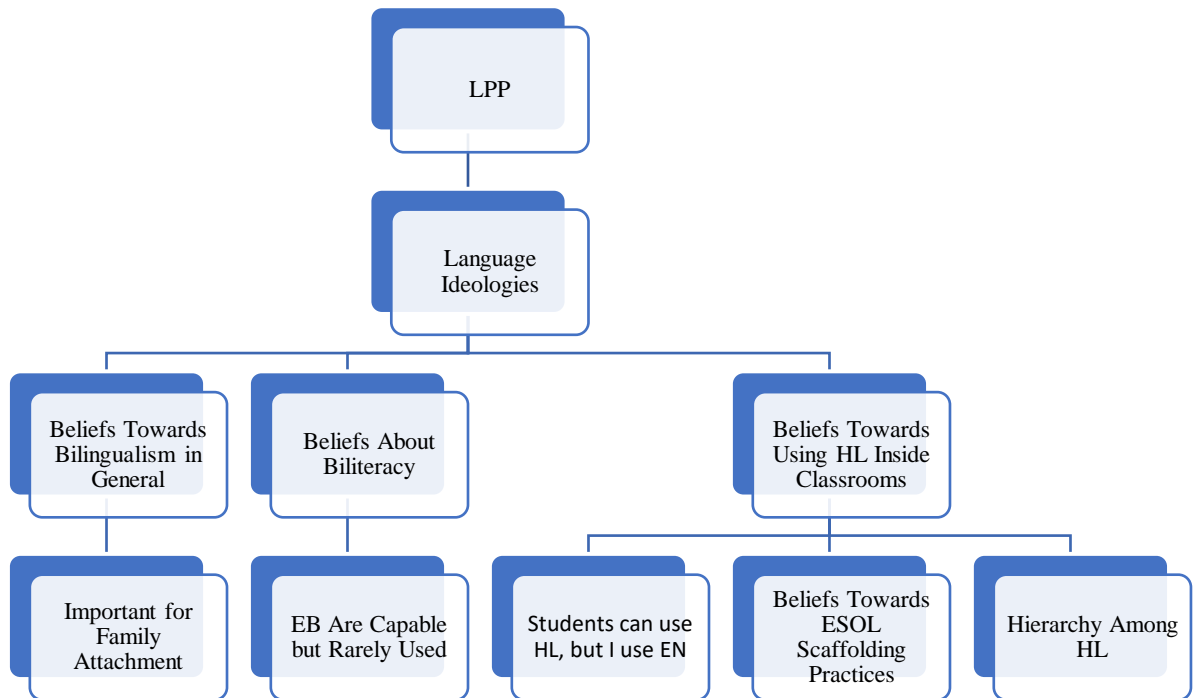 LPP
Language
Ideologies
Beliefs Towards
Bilingualism in
General
Beliefs About
Biliteracy
Beliefs Towards
Using HL Inside
Classrooms
Important for
Family
Attachment
EB Are Capable
but Rarely Used
Students can use
HL, but I use EN
Beliefs Towards
ESOL
Scaffolding
Practices
Hierarchy Among
HL